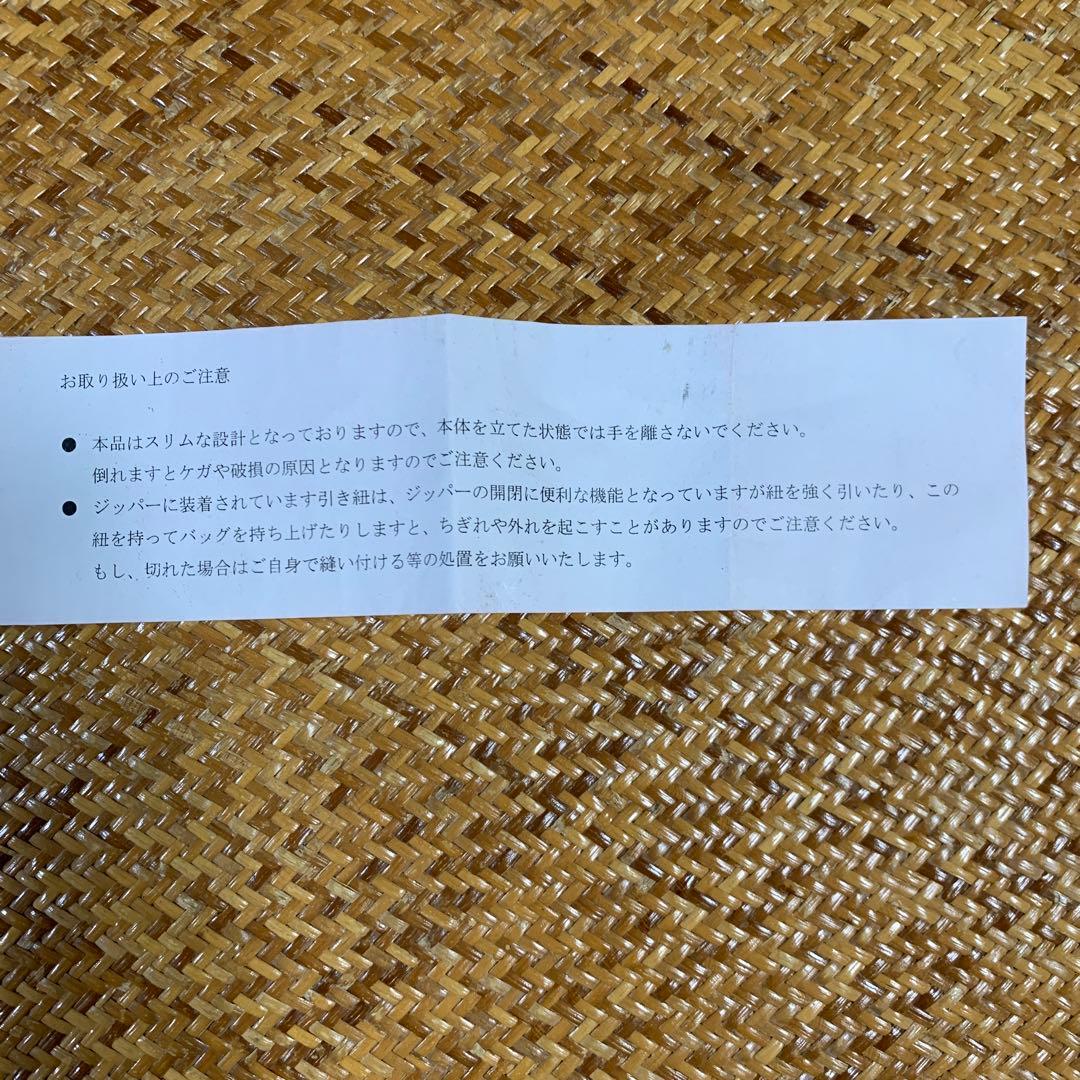 お取り扱い上のご注意
● 本品はスリムな設計となっておりますので、本体を立てた状態では手を離さないでください。
倒れますとケガや破損の原因となりますのでご注意ください。
● ジッパーに装着されています引き紐は、ジッパーの開閉に便利な機能となっていますが紐を強く引いたり、この
紐を持ってバッグを持ち上げたりしますと、ちぎれや外れを起こすことがありますのでご注意ください。
もし、切れた場合はご自身で縫い付ける等の処置をお願いいたします。